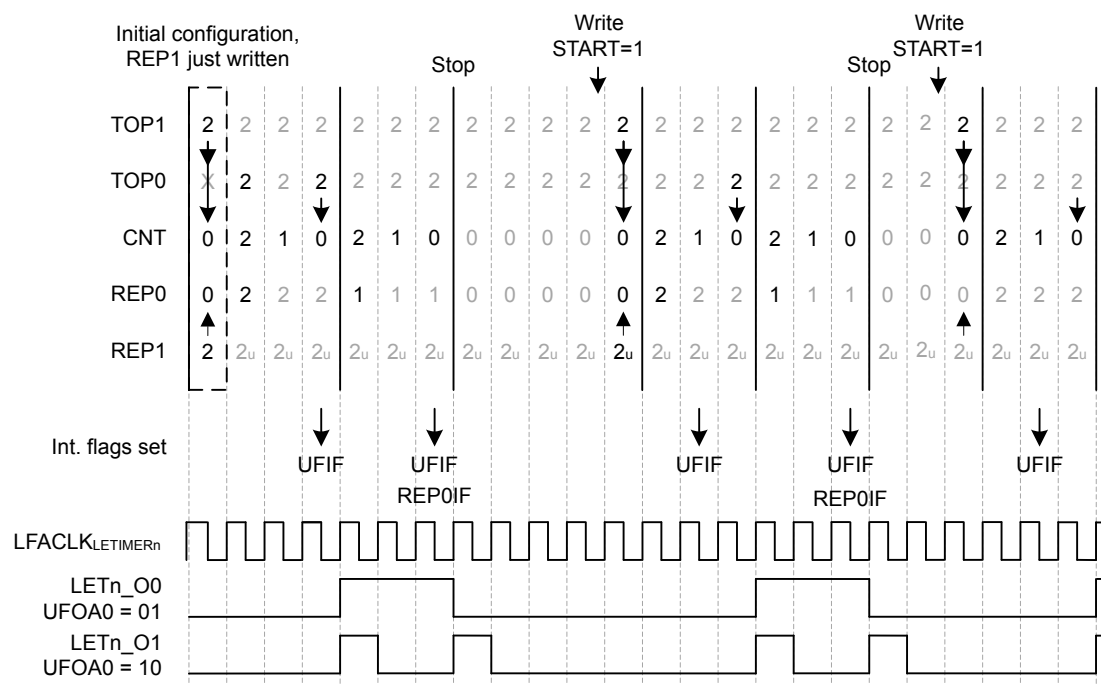 Initial configuration,
REP1 just written
Stop
Write
START=1
Stop
Write
START=1
TOP1 2 2 2 2 2 2 2 2 2 2 2 2 2 2 2 2 2 2 2 2 2 2 2 2
TOP0 X 2 2 2 2 2 2 2 2 2 2 2 2 2 2 2 2 2 2 2 2 2 2 2
CNT 0 2 1 0 2 1 0 0 0 0 0 0 2 1 0 2 1 0 0 0 0 2 1 0
REP0 0 2 2 2 1 1 1 0 0 0 0 0 2 2 2 1 1 1 0 0 0 2 2 2
REP1 2 2u 2u 2u 2u 2u 2u 2u 2u 2u 2u 2u 2u 2u 2u 2u 2u 2u 2u 2u 2u 2u 2u 2u
Int. flags set
UFIF UFIF UFIF UFIF UFIF
REP0IF REP0IF
LFACLKLETIMERn
LETn_O0
UFOA0 = 01
LETn_O1
UFOA0 = 10